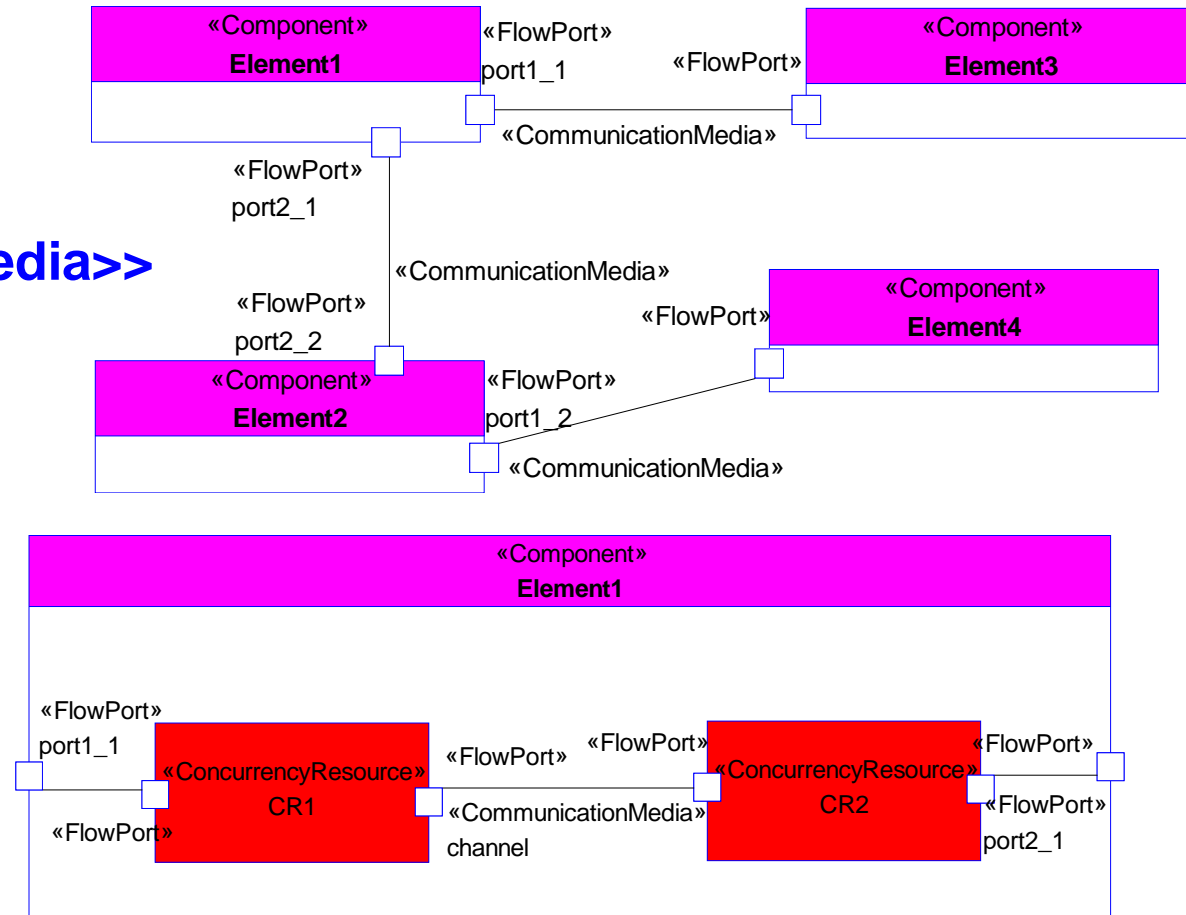 «Component»
Element1
«FlowPort»
port1_1
«FlowPort»
«Component»
Element3
«CommunicationMedia»
«FlowPort»
port2_1
edia>>
«CommunicationMedia»
«FlowPort»
port2_2
«FlowPort»
«Component»
Element4
«Component»
Element2
«FlowPort»
port1_2
«CommunicationMedia»
«Component»
Element1
«FlowPort»
port1_1
«ConcurrencyResource»
CR1
«FlowPort»
«FlowPort»
«CommunicationMedia»
channel
«FlowPort»
«ConcurrencyResource»
CR2
«FlowPort»
«FlowPort»
port2_1